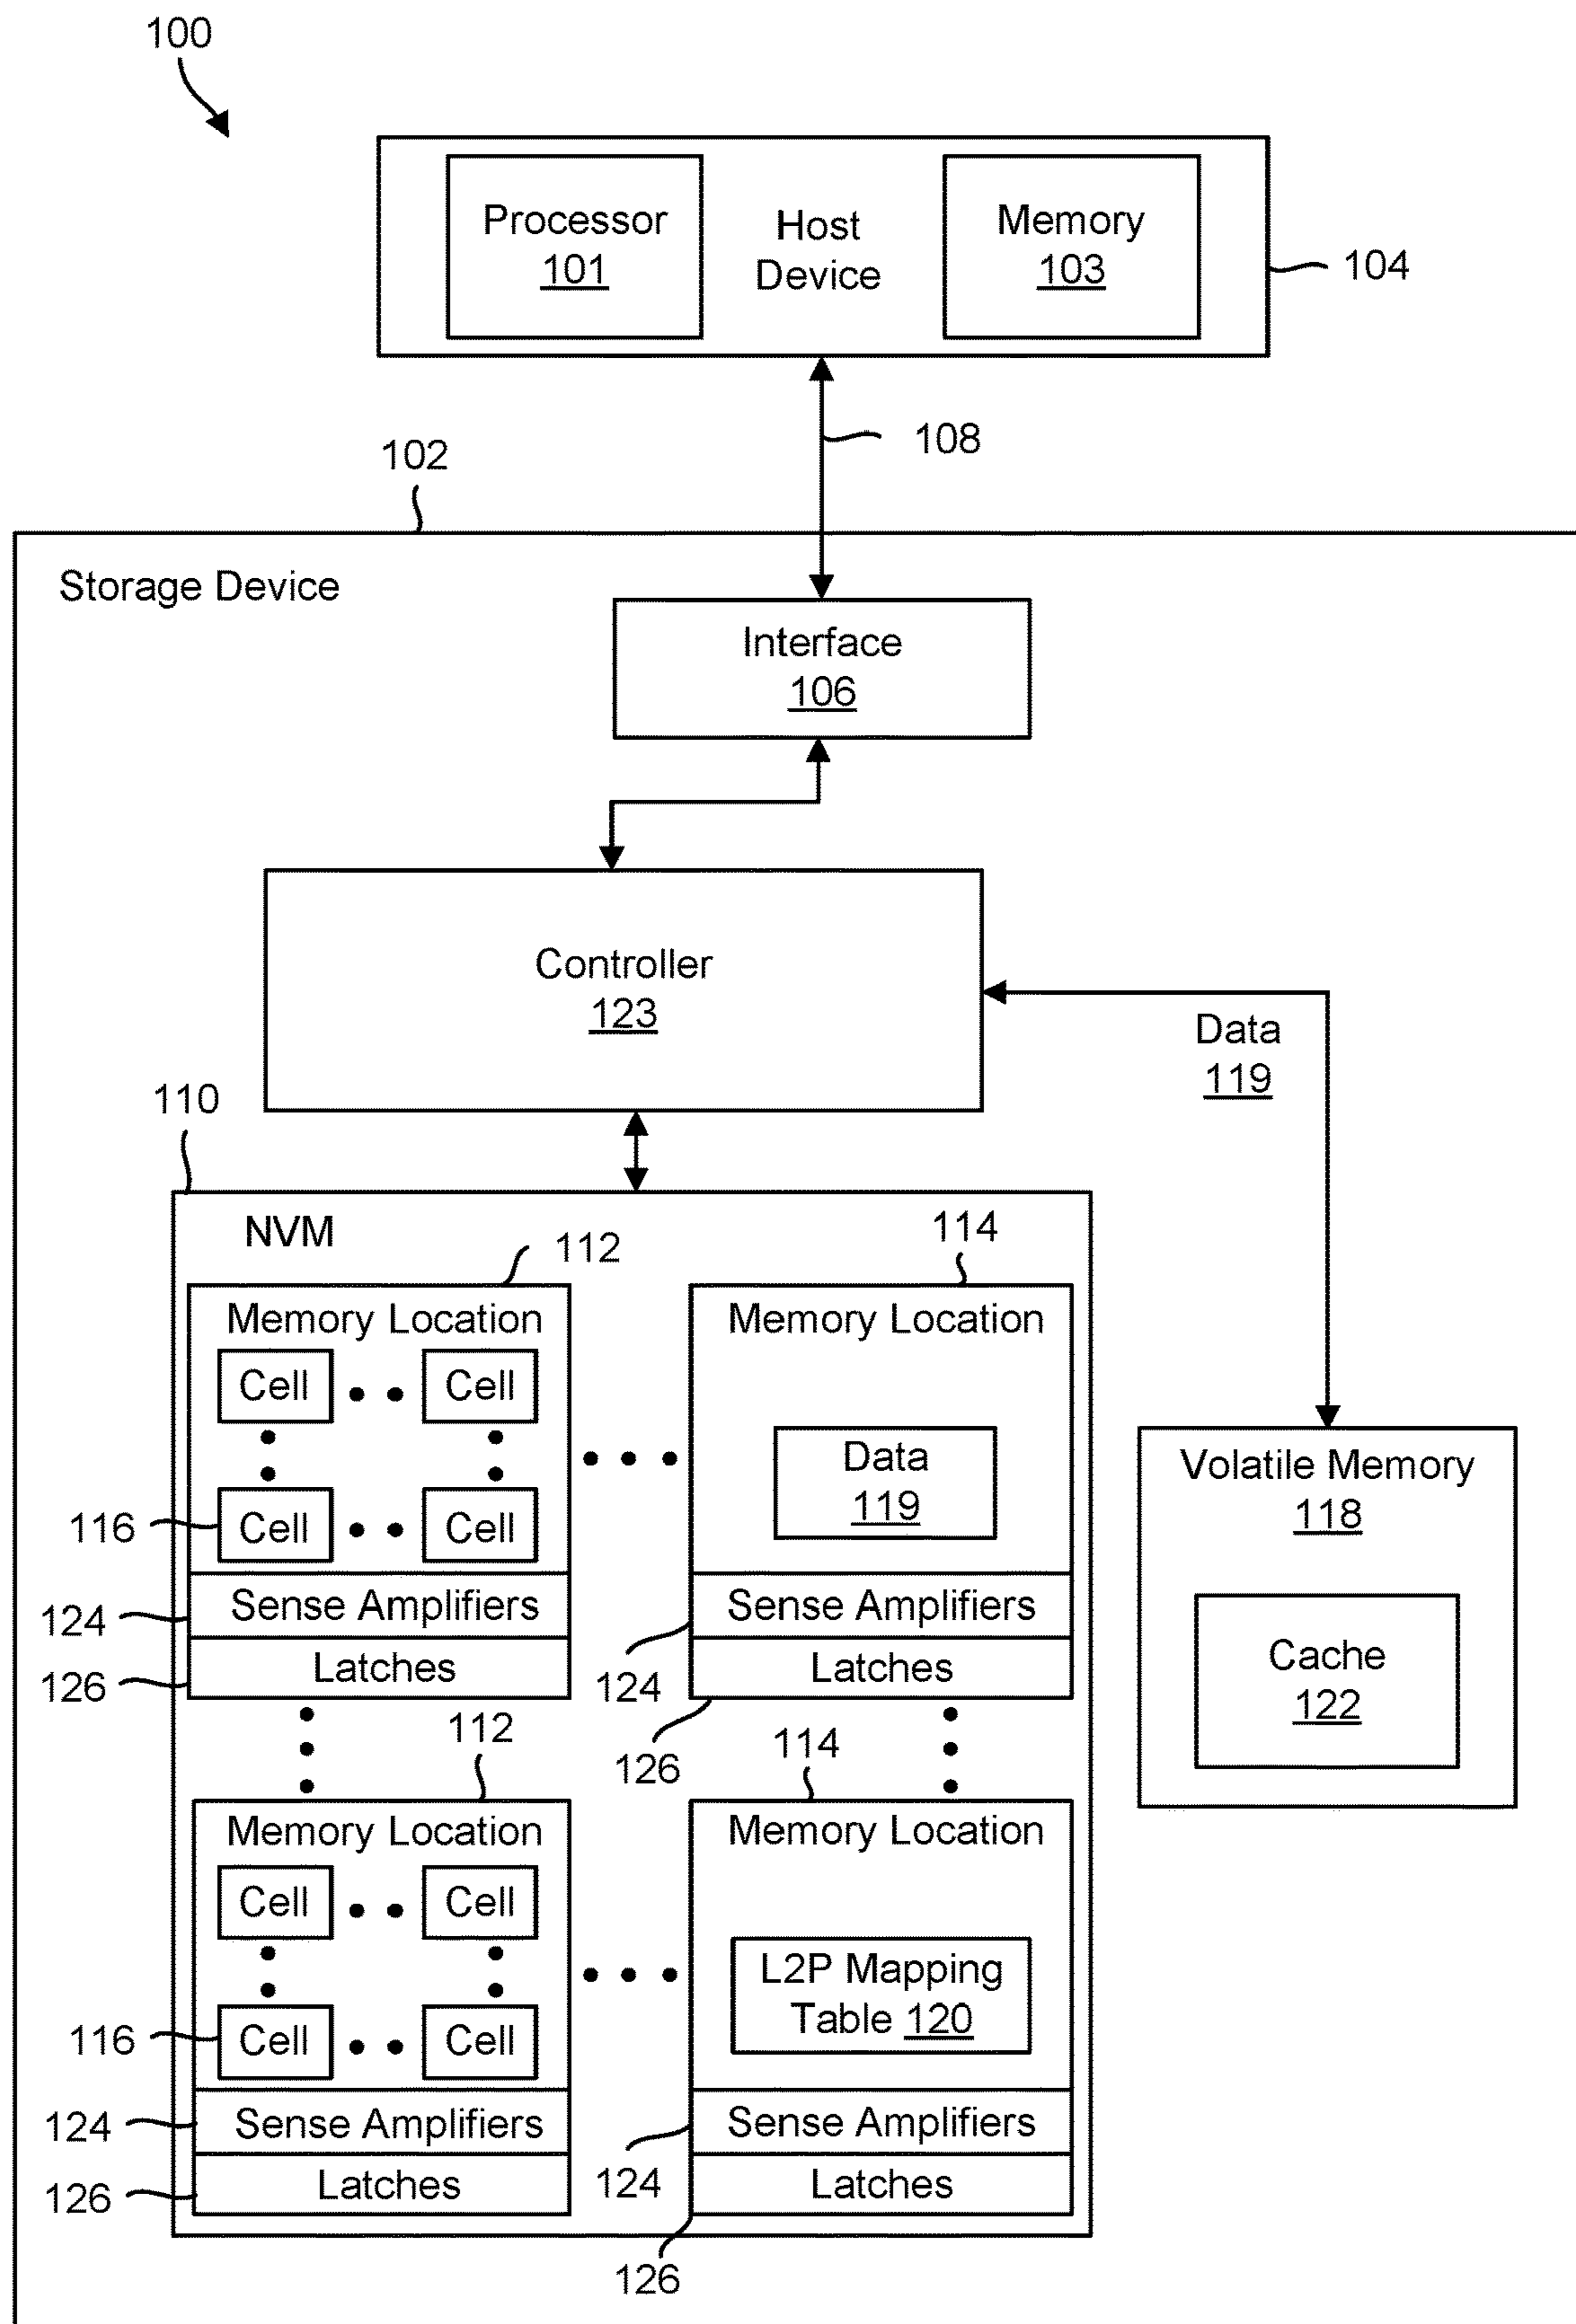 100
Processor
101
Host
Device
Memory
103
104
108
102
Storage Device
Interface
106
Controller
123
Data
119
110
NVM
112
114
Memory Location
Cell
Cell
Cell
Cell
116
Sense Amplifiers
124
Latches
126
Memory Location
Data
119
Sense Amplifiers
124
Latches
126
Volatile Memory
118
Cache
122
112
114
Memory Location
Cell
Cell
Cell
Cell
116
Sense Amplifiers
124
Latches
126
Memory Location
L2P Mapping
Table 120
Sense Amplifiers
124
Latches
126